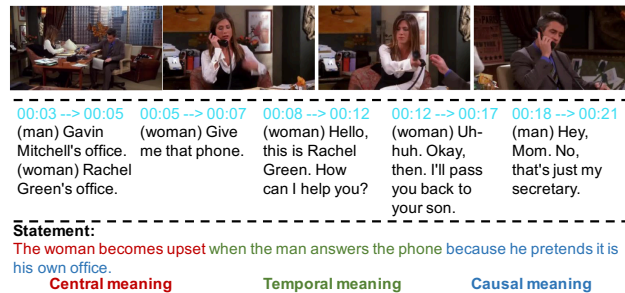 00:03 --> 00:05
(man) Gavin
Mitchell's office.
(woman) Rachel
Green's office.
00:05 --> 00:07
(woman) Give
me that phone.
00:08 --> 00:12
(woman) Hello,
this is Rachel
Green. How
can I help you?
00:12 --> 00:17
(woman) Uh-
huh. Okay,
then. I'll pass
you back to
your son.
00:18 --> 00:21
(man) Hey,
Mom. No,
that's just my
secretary.
Statement:
The woman becomes upset when the man answers the phone because he pretends it is
his own office.
Central meaning
Temporal meaning
Causal meaning